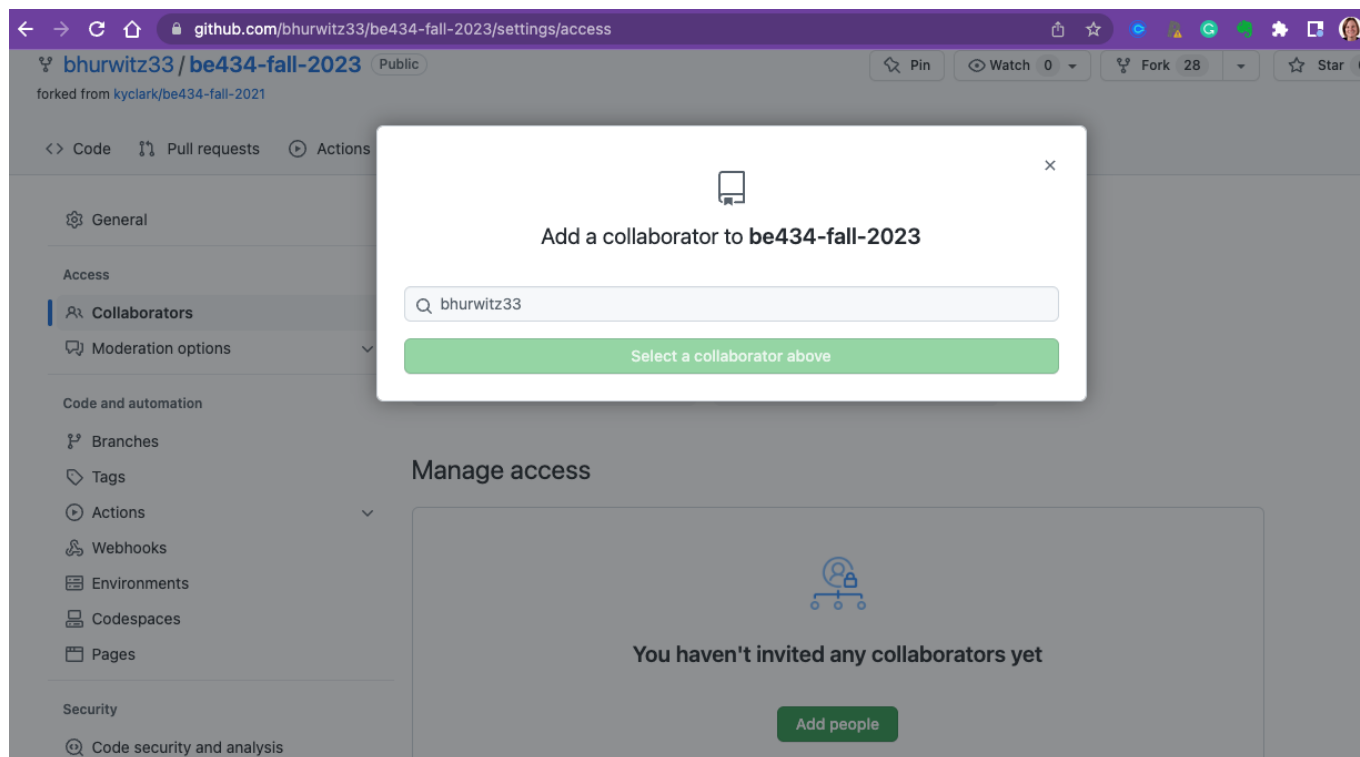 github.com/bhurwitz33/be434-fall-2023/settings/access
bhurwitz33 / be434-fall-2023 Public
Pin Watch 0 Fork 28 Star
forked from kyclark/be434-fall-2021
<> Code Pull requests Actions
Add a collaborator to be434-fall-2023
bhurwitz33
Select a collaborator above
General
Access
Collaborators
Moderation options
Code and automation
Branches
Tags
Actions
Webhooks
Environments
Codespaces
Pages
Security
Code security and analysis
Manage access
You haven't invited any collaborators yet
Add people